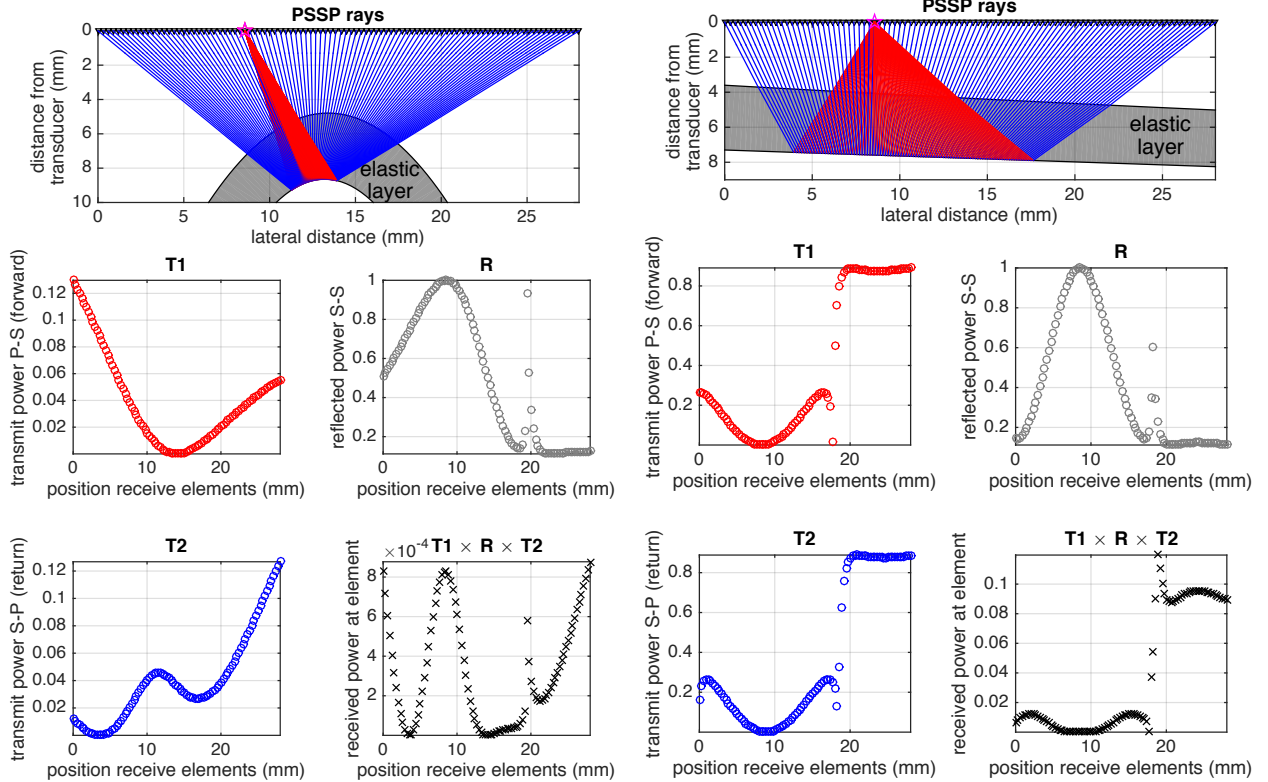 PSSP rays
0
2
4
6
8
10
distance from
transducer (mm)
elastic
layer
0 5 10 15 20 25
lateral distance (mm)
PSSP rays
0
2
4
6
8
distance from
transducer (mm)
elastic
layer
0 5 10 15 20 25
lateral distance (mm)
T1
0.12
0.1
0.08
0.06
0.04
0.02
transmit power P-S (forward)
0 10 20
position receive elements (mm)
R
1
0.8
0.6
0.4
0.2
reflected power S-S
0 10 20
position receive elements (mm)
T1
0.8
0.6
0.4
0.2
transmit power P-S (forward)
0 10 20
position receive elements (mm)
R
1
0.8
0.6
0.4
0.2
reflected power S-S
0 10 20
position receive elements (mm)
T2
0.12
0.1
0.08
0.06
0.04
0.02
transmit power S-P (return)
0 10 20
position receive elements (mm)
×10⁻⁴ T1 × R × T2
8
6
4
2
received power at element
0 10 20
position receive elements (mm)
T2
0.8
0.6
0.4
0.2
transmit power S-P (return)
0 10 20
position receive elements (mm)
T1 × R × T2
0.1
0.08
0.06
0.04
0.02
received power at element
0 10 20
position receive elements (mm)